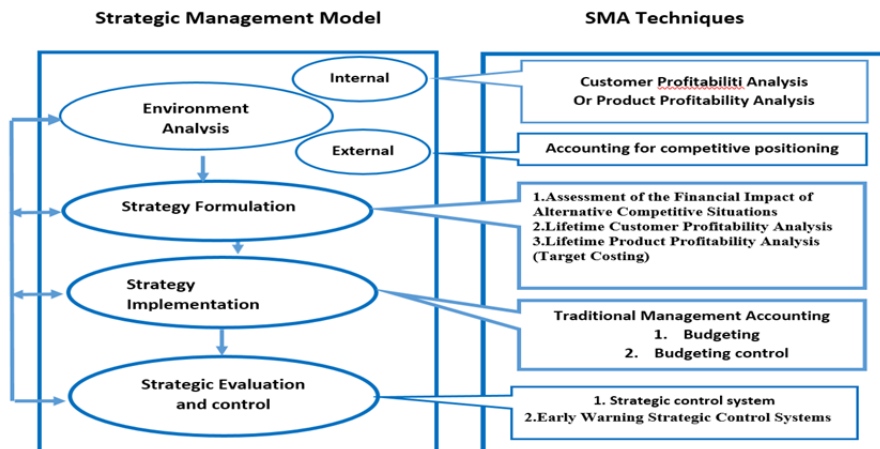 Strategic Management Model
SMA Techniques
Internal
Environment
Analysis
External
Customer Profitabiliti Analysis
Or Product Profitability Analysis
Accounting for competitive positioning
Strategy Formulation
1.Assessment of the Financial Impact of
Alternative Competitive Situations
2.Lifetime Customer Profitability Analysis
3.Lifetime Product Profitability Analysis
(Target Costing)
Strategy
Implementation
Traditional Management Accounting
1. Budgeting
2. Budgeting control
Strategic Evaluation
and control
1. Strategic control system
2.Early Warning Strategic Control Systems